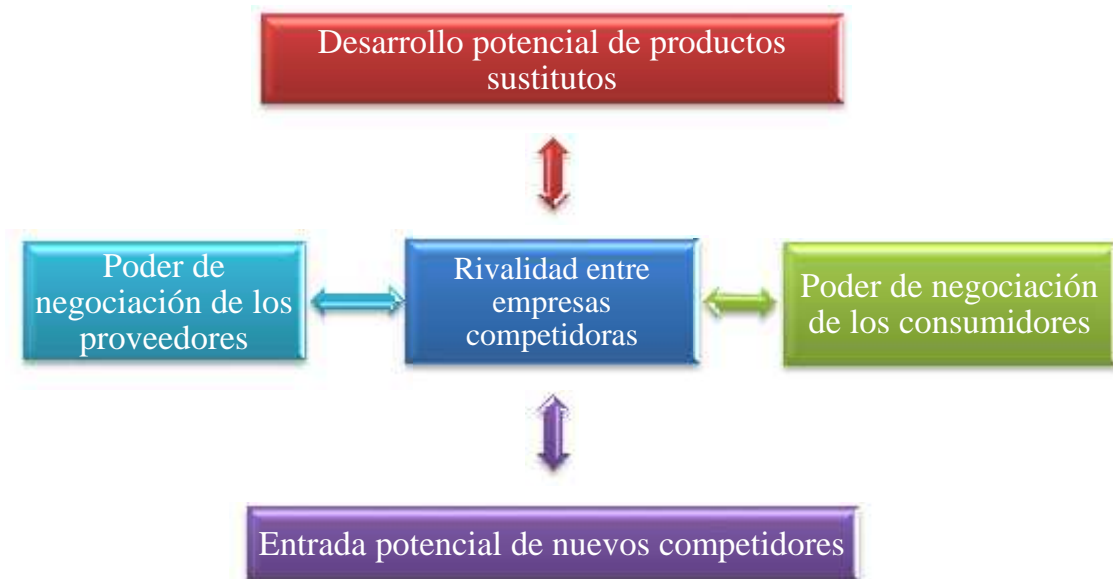 Desarrollo potencial de productos
sustitutos
Poder de
negociación de los
proveedores
Rivalidad entre
empresas
competidoras
Poder de negociación
de los consumidores
Entrada potencial de nuevos competidores